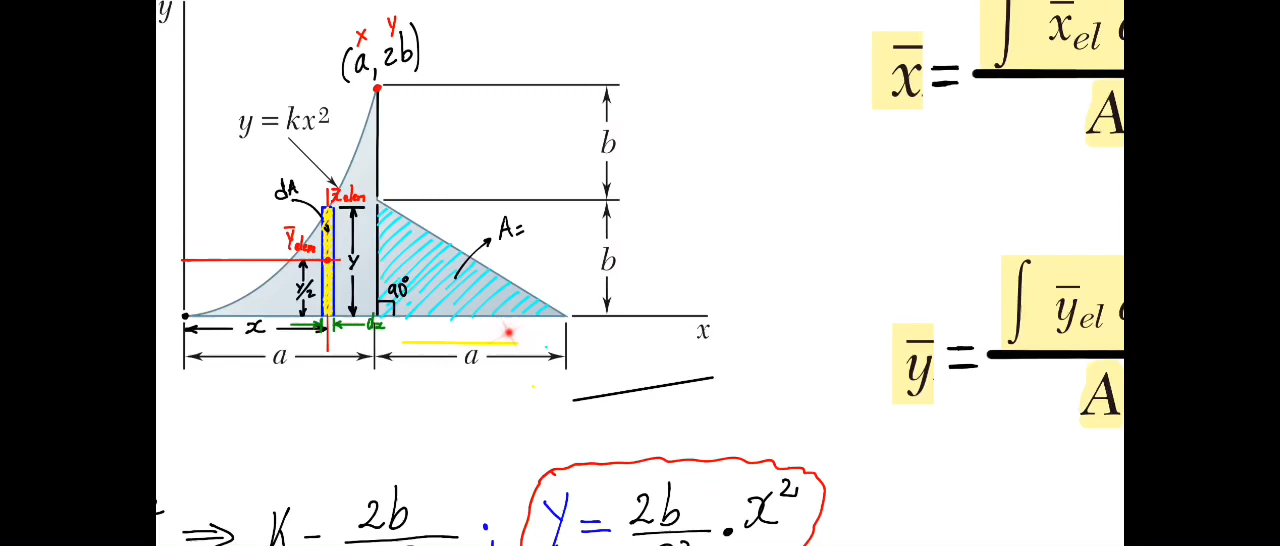 y
x y
(a, 2b)
y = kx²
dA
x̄elem
ȳelem
y
y/2
90°
A=
b
b
x
dx
x
a
a
x̄ = ∫ x̄el
A
ȳ = ∫ ȳel
A
⇒ K = 2b ; y = 2b · x²